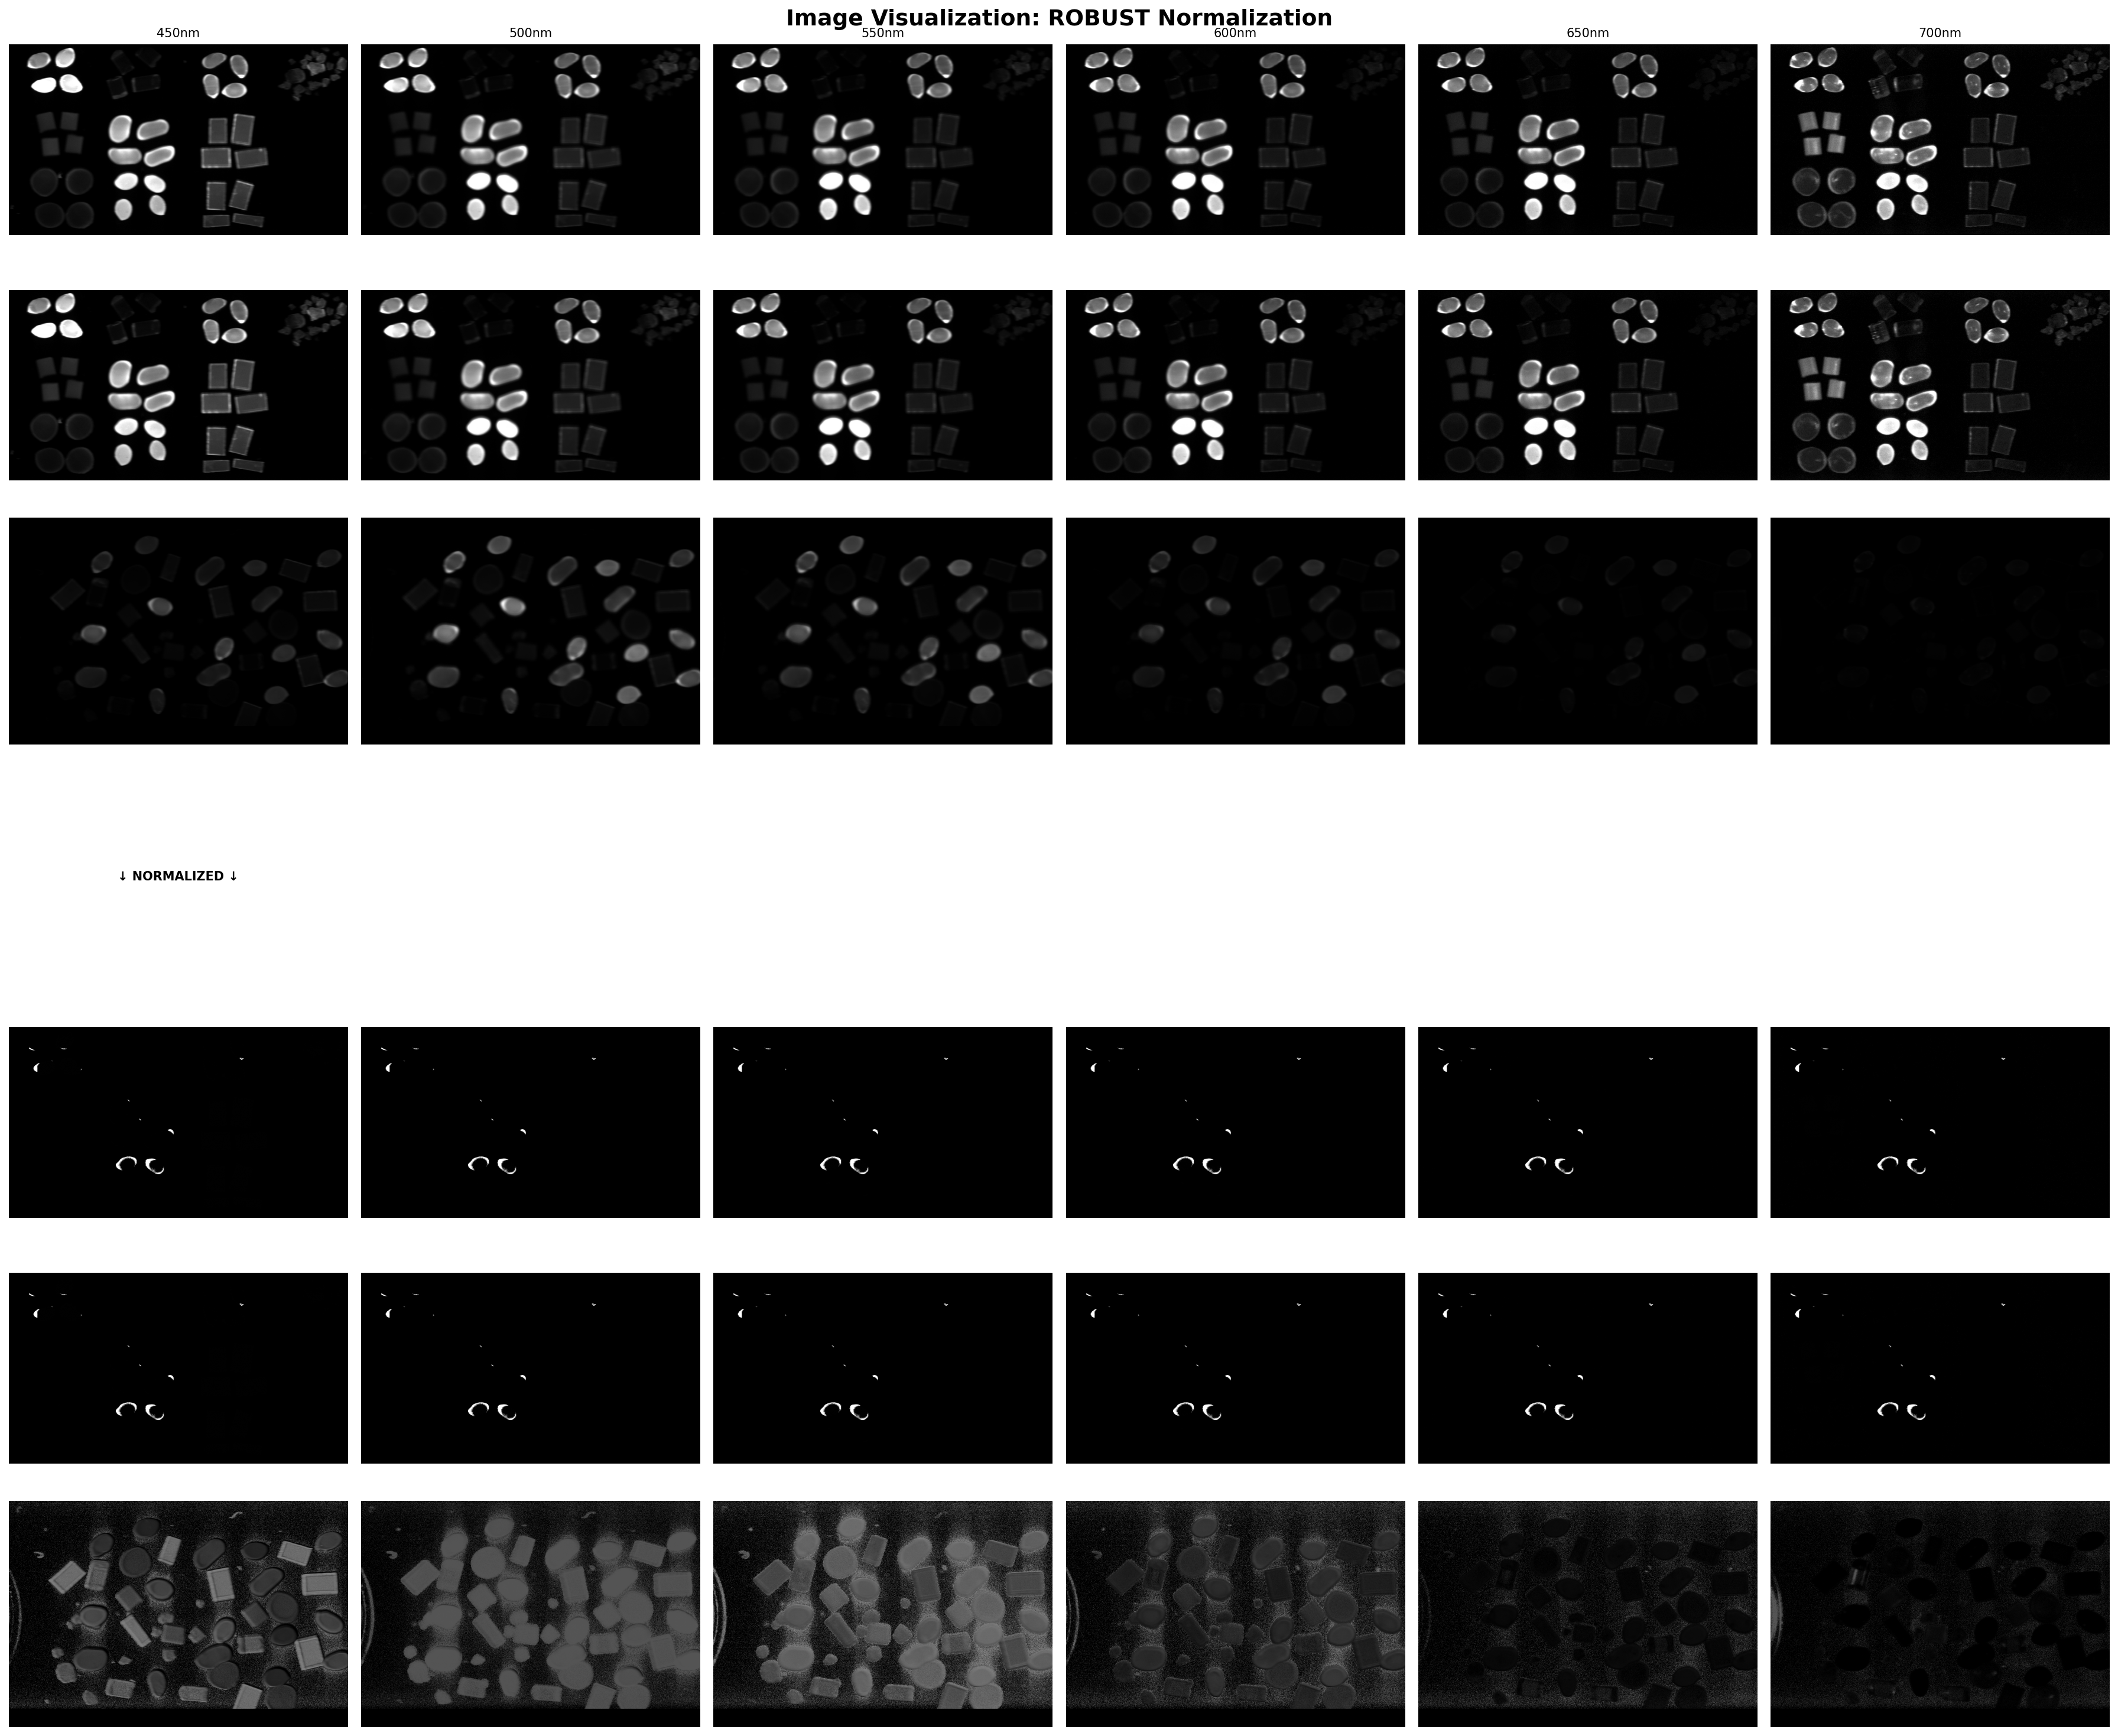 Image Visualization: ROBUST Normalization
450nm 500nm 550nm 600nm 650nm 700nm
↓ NORMALIZED ↓